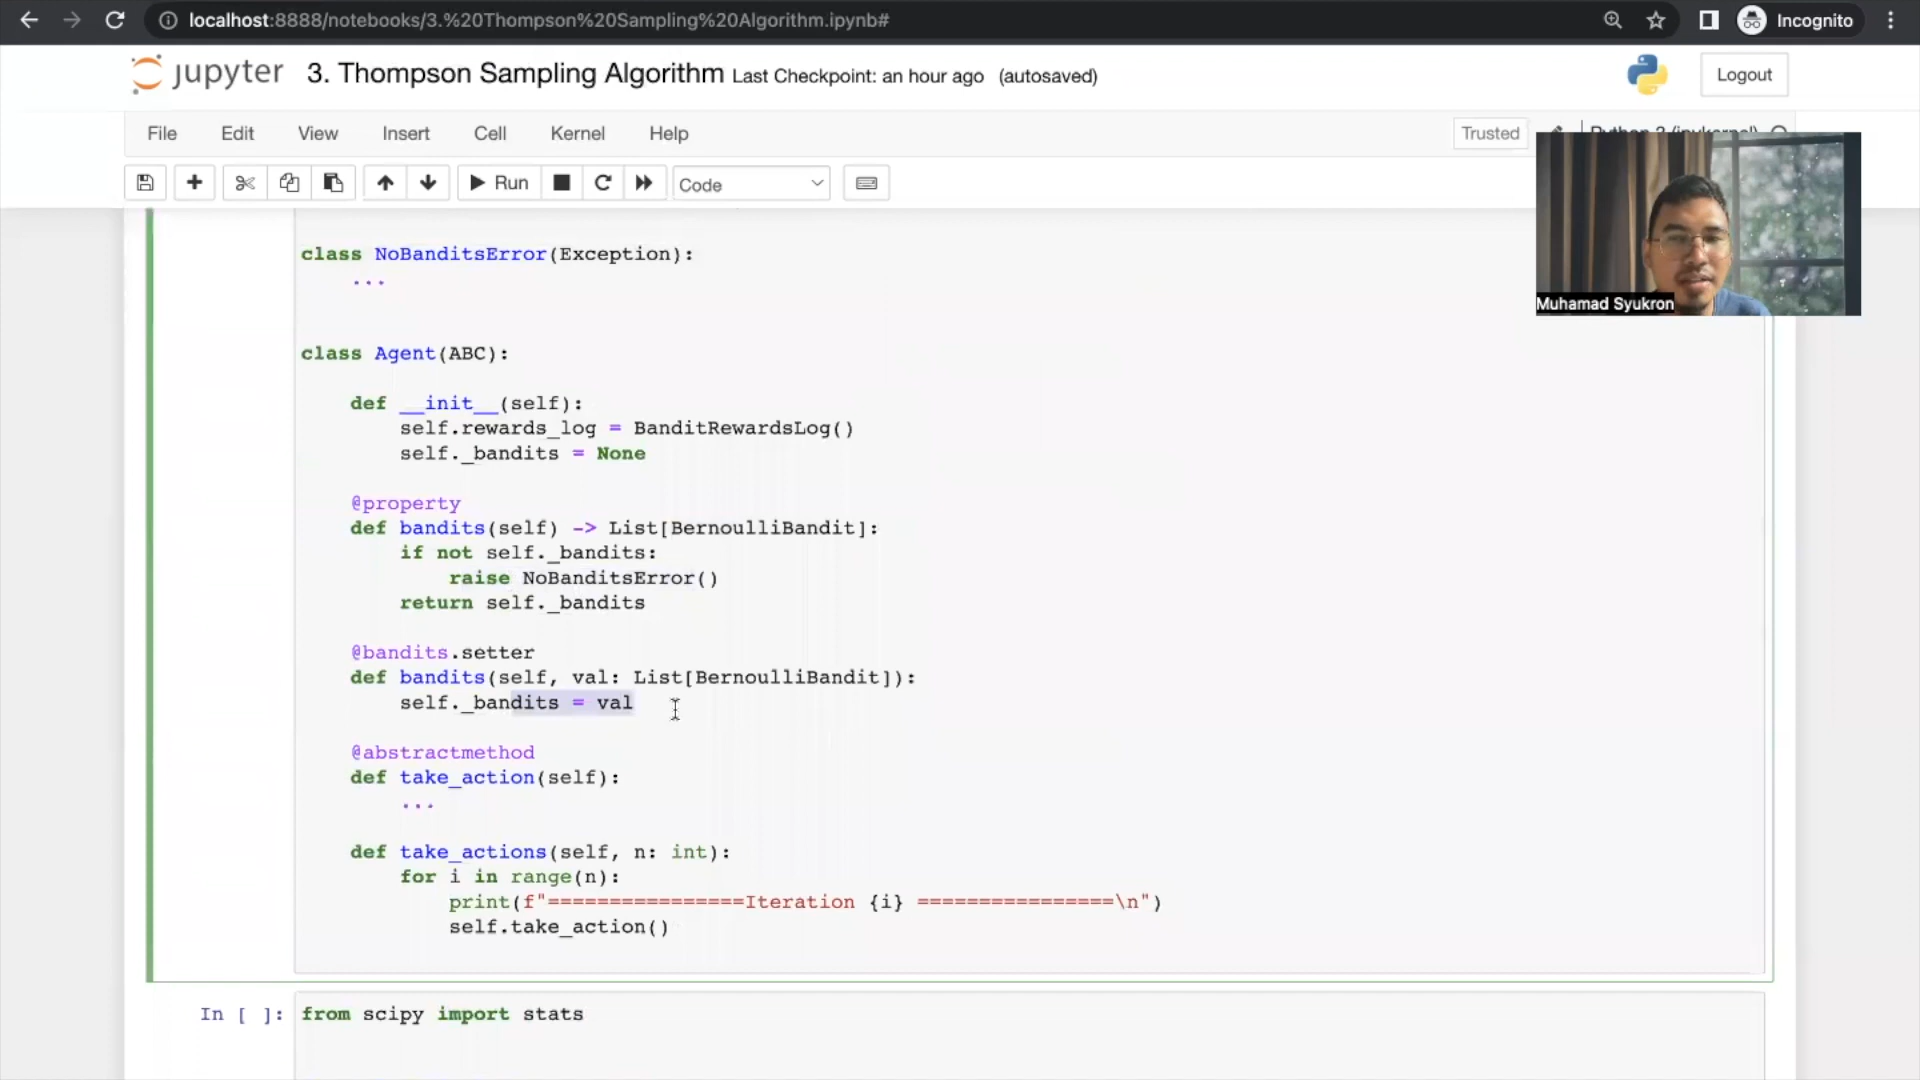 localhost:8888/notebooks/3.%20Thompson%20Sampling%20Algorithm.ipynb#
Incognito
jupyter 3. Thompson Sampling Algorithm Last Checkpoint: an hour ago (autosaved)
Logout
File Edit View Insert Cell Kernel Help
Trusted
Python 3 (ipykernel)
Run
Code
Muhamad Syukron
class NoBanditsError(Exception):
...
class Agent(ABC):
def __init__(self):
self.rewards_log = BanditRewardsLog()
self._bandits = None
@property
def bandits(self) -> List[BernoulliBandit]:
if not self._bandits:
raise NoBanditsError()
return self._bandits
@bandits.setter
def bandits(self, val: List[BernoulliBandit]):
self._bandits = val
@abstractmethod
def take_action(self):
...
def take_actions(self, n: int):
for i in range(n):
print(f"================Iteration {i} ================\n")
self.take_action()
In [ ]: from scipy import stats